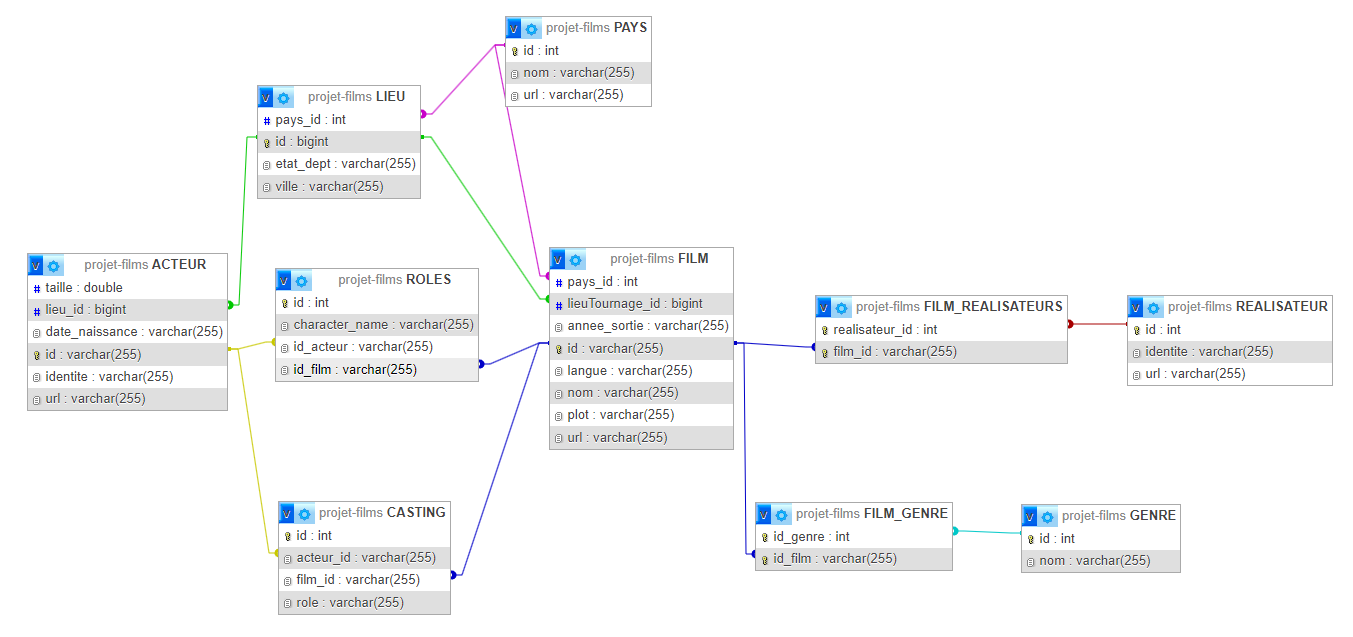 projet-films PAYS
id : int
nom : varchar(255)
url : varchar(255)
projet-films LIEU
# pays_id : int
id : bigint
etat_dept : varchar(255)
ville : varchar(255)
projet-films ACTEUR
# taille : double
# lieu_id : bigint
date_naissance : varchar(255)
id : varchar(255)
identite : varchar(255)
url : varchar(255)
projet-films ROLES
id : int
character_name : varchar(255)
id_acteur : varchar(255)
id_film : varchar(255)
projet-films FILM
# pays_id : int
# lieuTournage_id : bigint
annee_sortie : varchar(255)
id : varchar(255)
langue : varchar(255)
nom : varchar(255)
plot : varchar(255)
url : varchar(255)
projet-films FILM_REALISATEURS
realisateur_id : int
film_id : varchar(255)
projet-films REALISATEUR
id : int
identite : varchar(255)
url : varchar(255)
projet-films CASTING
id : int
acteur_id : varchar(255)
film_id : varchar(255)
role : varchar(255)
projet-films FILM_GENRE
id_genre : int
id_film : varchar(255)
projet-films GENRE
id : int
nom : varchar(255)